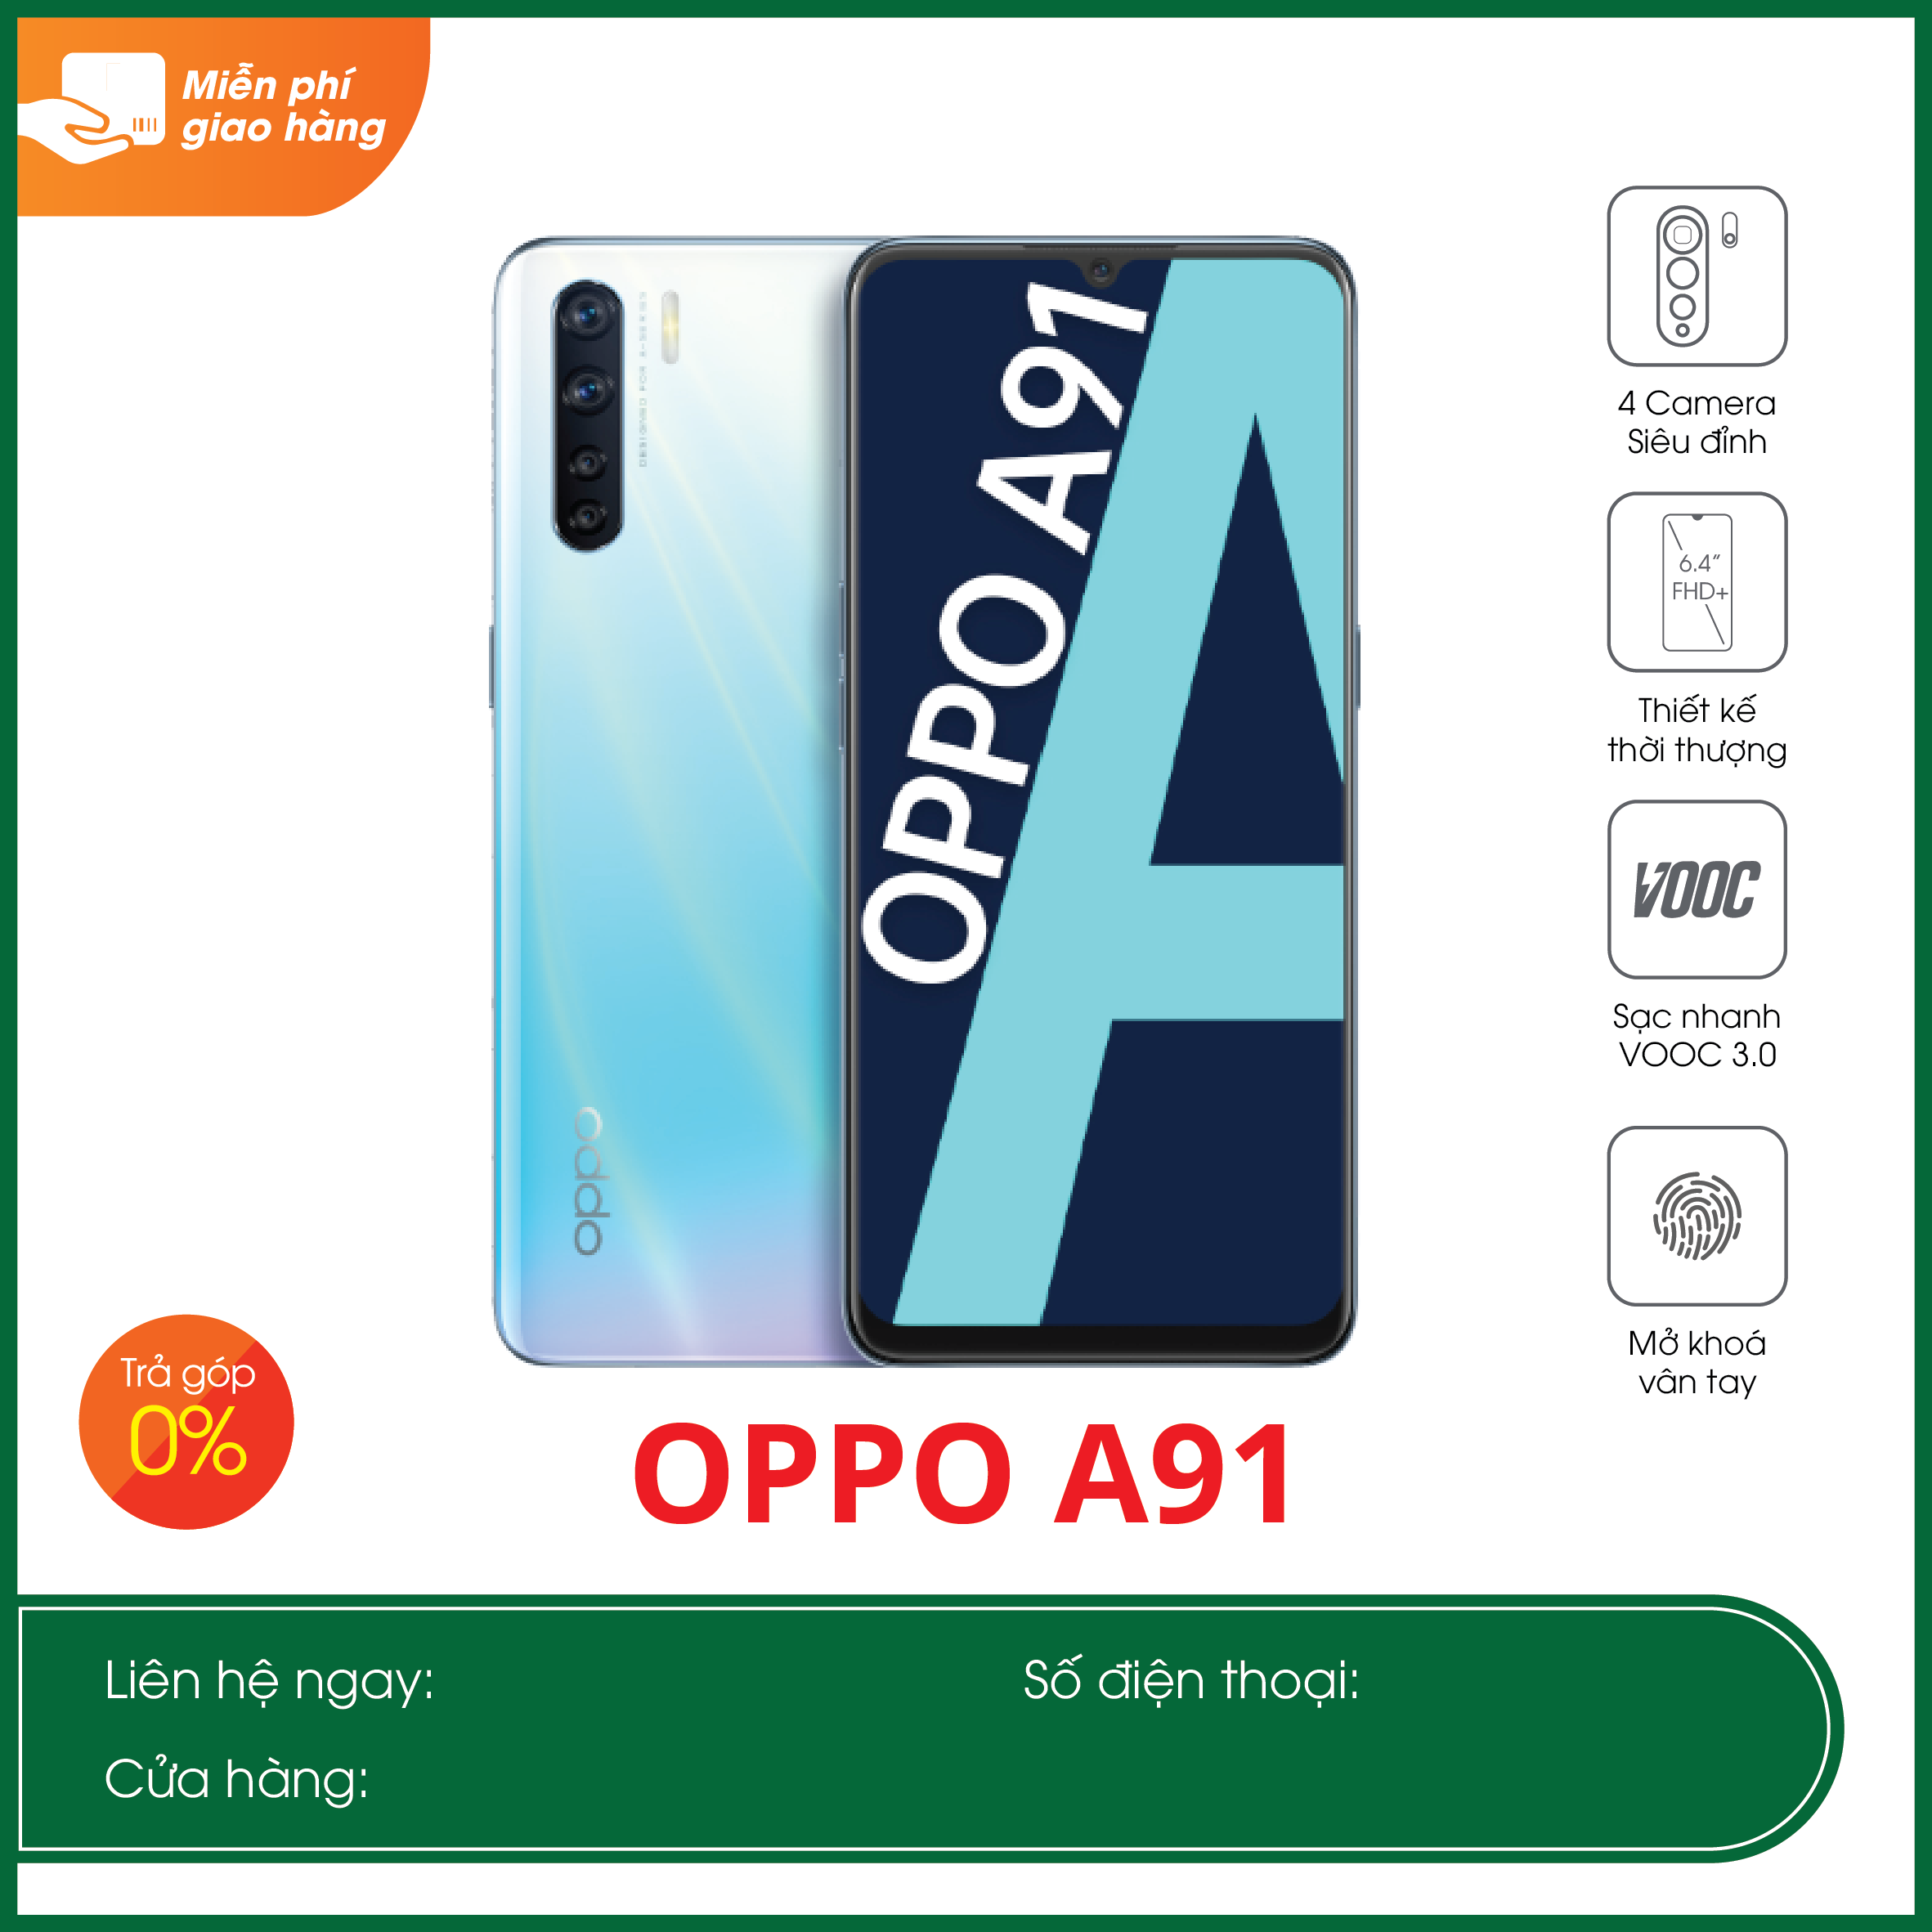 Miễn phí
giao hàng
OPPO A91
oppo
4 Camera
Siêu đỉnh
6.4"
FHD+
Thiết kế
thời thượng
VOOC
Sạc nhanh
VOOC 3.0
Mở khoá
vân tay
Trả góp
0%
OPPO A91
Liên hệ ngay:
Số điện thoại:
Cửa hàng: